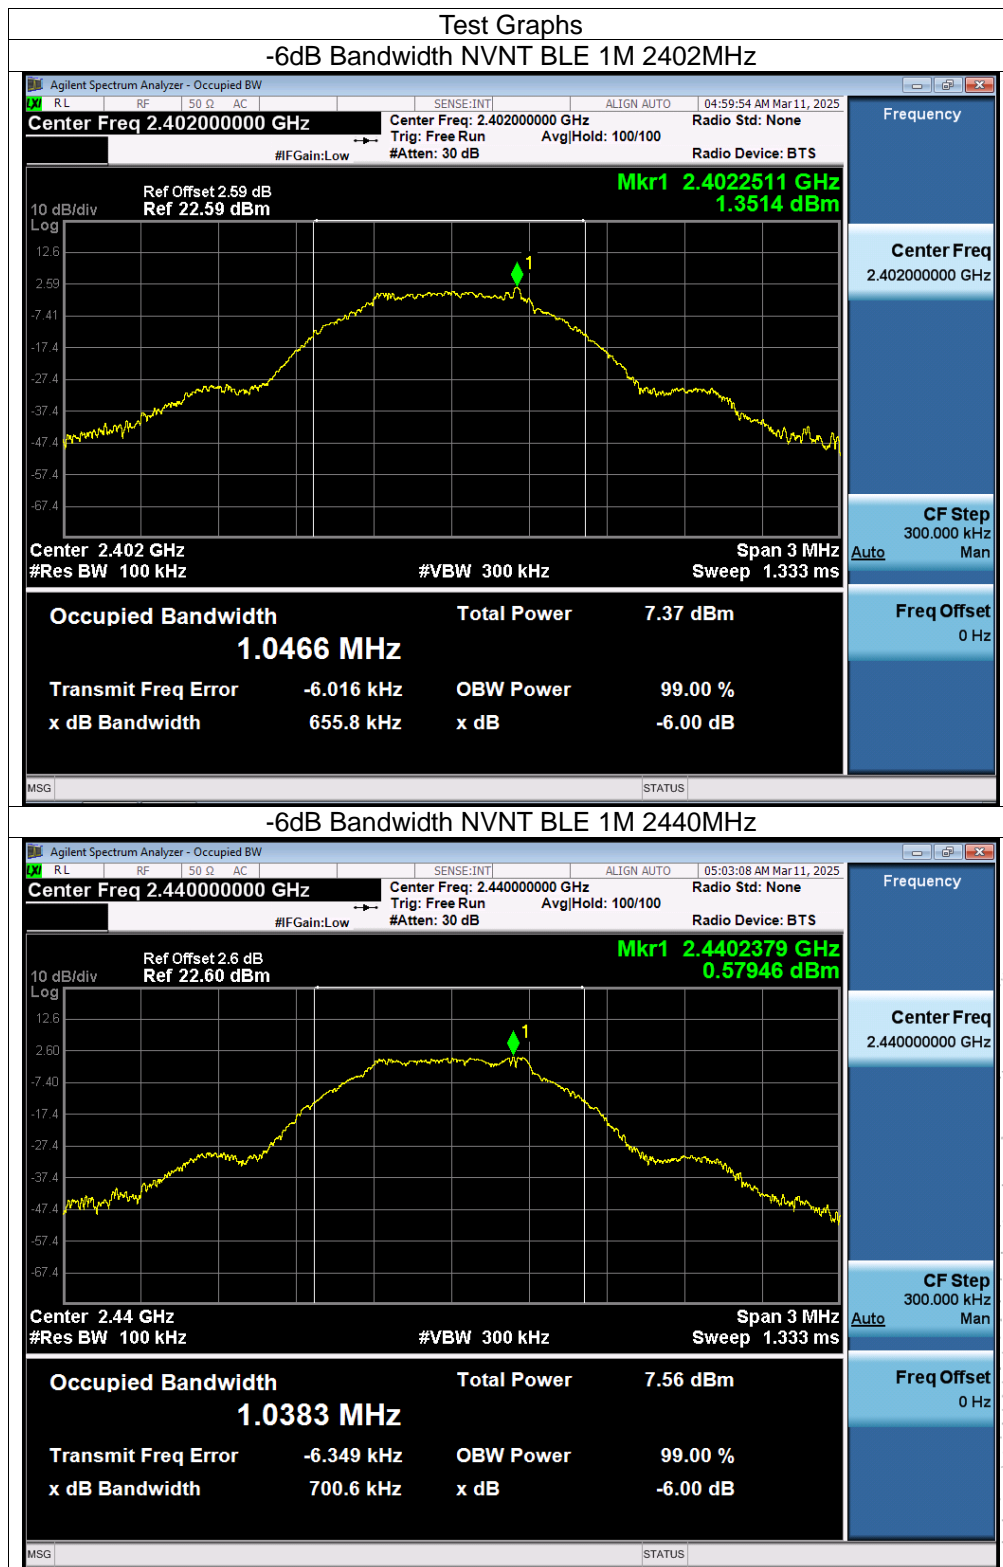 Test Graphs
-6dB Bandwidth NVNT BLE 1M 2402MHz
Agilent Spectrum Analyzer - Occupied BW
LXI RL RF 50 Ω AC SENSE:INT ALIGN AUTO 04:59:54 AM Mar 11, 2025
Center Freq 2.402000000 GHz Center Freq: 2.402000000 GHz Radio Std: None
Trig: Free Run Avg|Hold: 100/100
#IFGain:Low #Atten: 30 dB Radio Device: BTS
Frequency
Mkr1 2.4022511 GHz
1.3514 dBm
Ref Offset 2.59 dB
10 dB/div Ref 22.59 dBm
Log
12.6
2.59
-7.41
-17.4
-27.4
-37.4
-47.4
-57.4
-67.4
1
Center Freq
2.402000000 GHz
Center 2.402 GHz Span 3 MHz
#Res BW 100 kHz #VBW 300 kHz Sweep 1.333 ms
CF Step
300.000 kHz
Auto Man
Occupied Bandwidth Total Power 7.37 dBm
1.0466 MHz
Transmit Freq Error -6.016 kHz OBW Power 99.00 %
x dB Bandwidth 655.8 kHz x dB -6.00 dB
Freq Offset
0 Hz
MSG STATUS
-6dB Bandwidth NVNT BLE 1M 2440MHz
Agilent Spectrum Analyzer - Occupied BW
LXI RL RF 50 Ω AC SENSE:INT ALIGN AUTO 05:03:08 AM Mar 11, 2025
Center Freq 2.440000000 GHz Center Freq: 2.440000000 GHz Radio Std: None
Trig: Free Run Avg|Hold: 100/100
#IFGain:Low #Atten: 30 dB Radio Device: BTS
Frequency
Mkr1 2.4402379 GHz
0.57946 dBm
Ref Offset 2.6 dB
10 dB/div Ref 22.60 dBm
Log
12.6
2.60
-7.40
-17.4
-27.4
-37.4
-47.4
-57.4
-67.4
1
Center Freq
2.440000000 GHz
Center 2.44 GHz Span 3 MHz
#Res BW 100 kHz #VBW 300 kHz Sweep 1.333 ms
CF Step
300.000 kHz
Auto Man
Occupied Bandwidth Total Power 7.56 dBm
1.0383 MHz
Transmit Freq Error -6.349 kHz OBW Power 99.00 %
x dB Bandwidth 700.6 kHz x dB -6.00 dB
Freq Offset
0 Hz
MSG STATUS